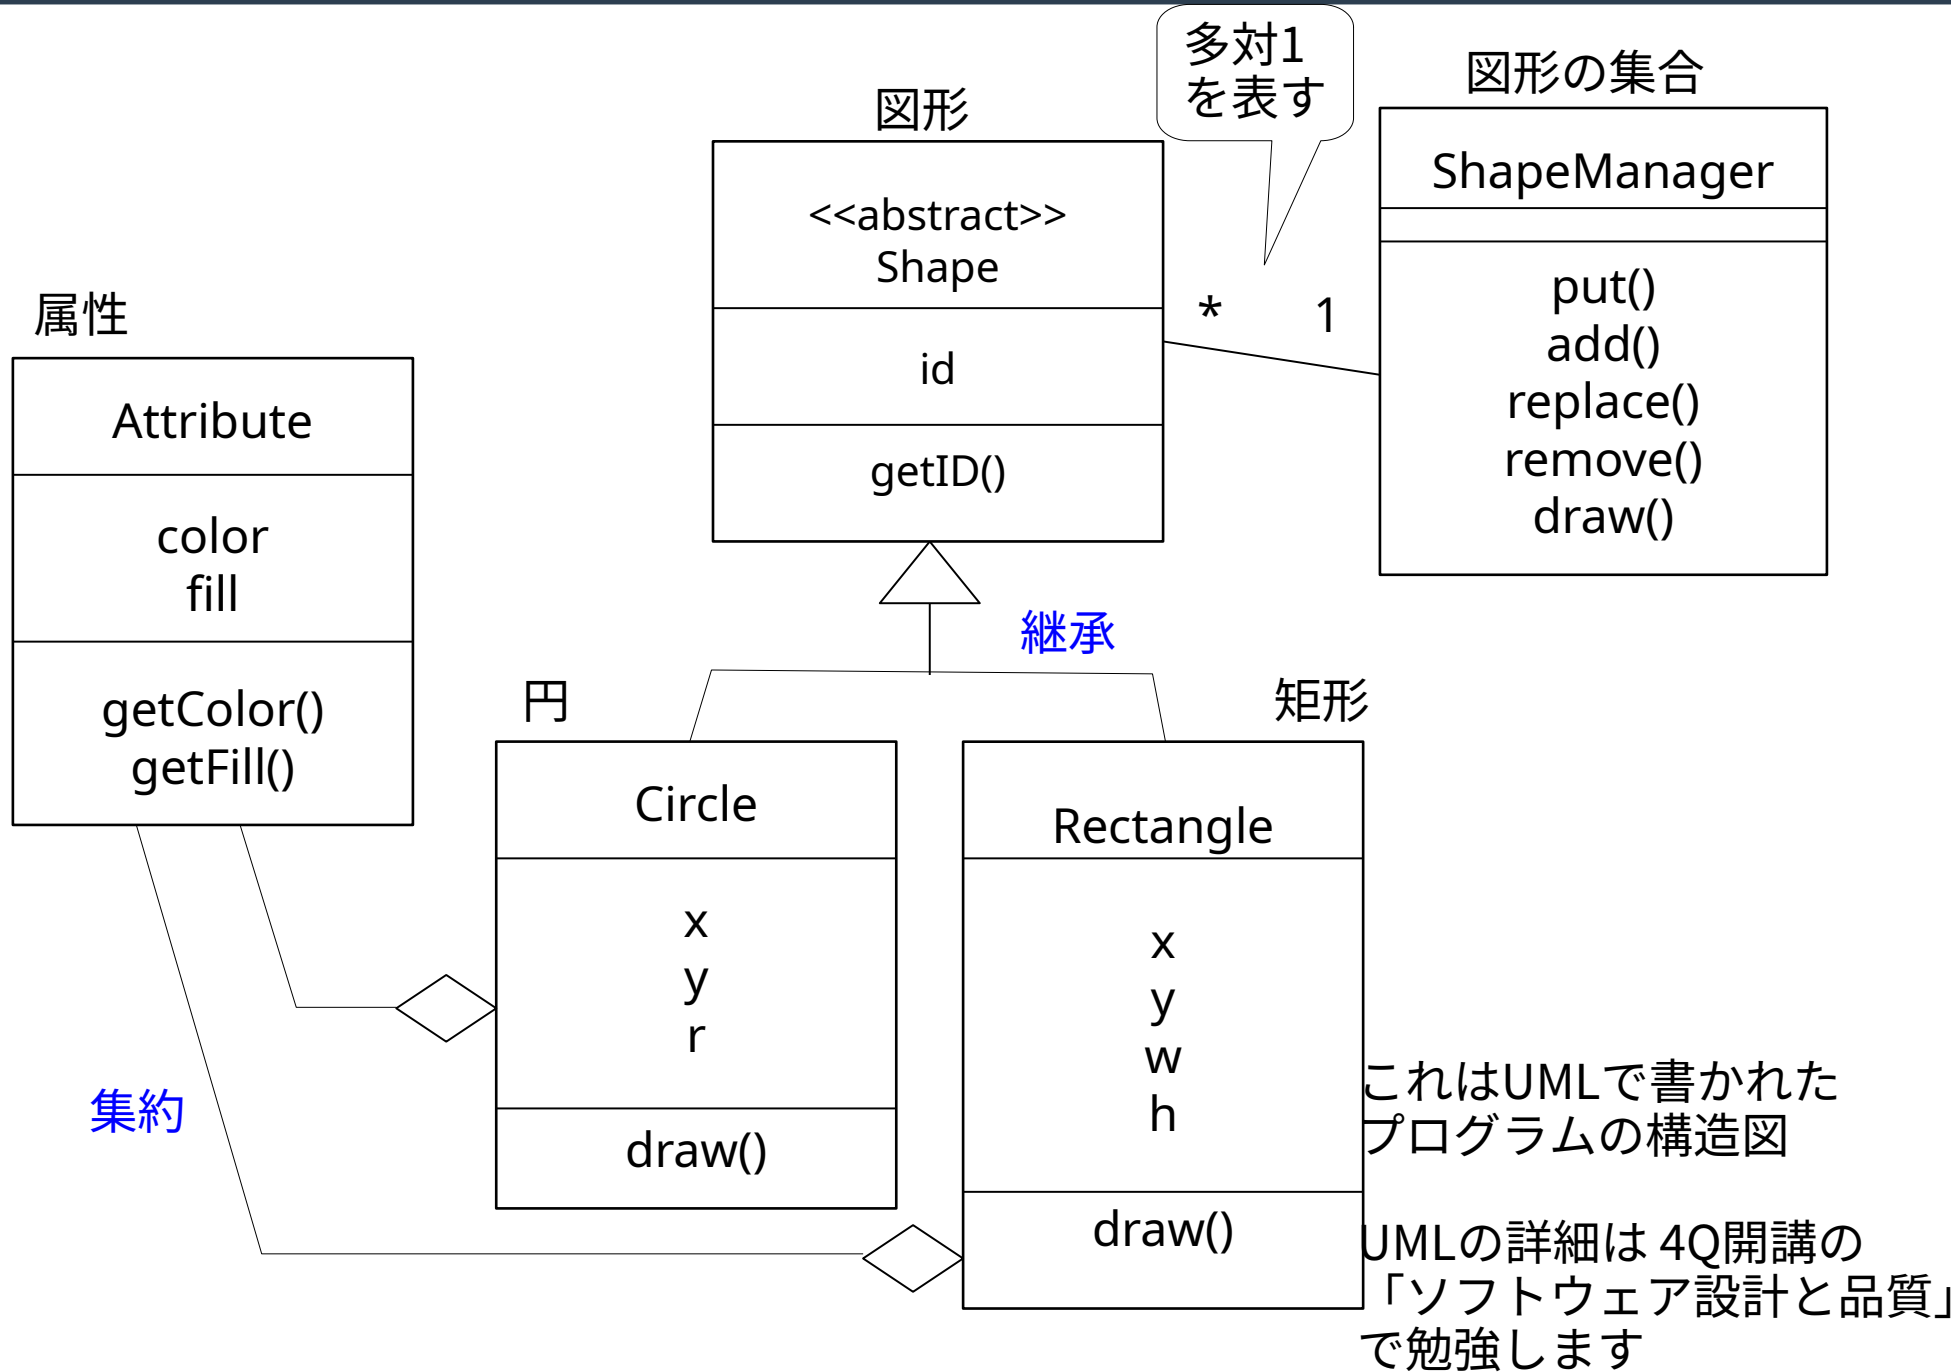 多対1
を表す
図形の集合
ShapeManager
put()
add()
replace()
remove()
draw()
図形
<<abstract>>
Shape
id
getID()
* 1
属性
Attribute
color
fill
getColor()
getFill()
継承
円
Circle
x
y
r
draw()
矩形
Rectangle
x
y
w
h
draw()
集約
これはUMLで書かれた
プログラムの構造図
UMLの詳細は 4Q開講の
「ソフトウェア設計と品質」
で勉強します